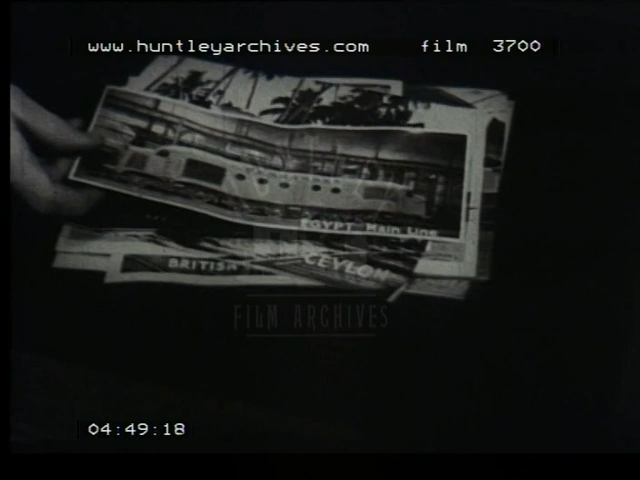 www.huntleyarchives.com film 3700
EGYPT Main Line
BRITISH CEYLON
FILM ARCHIVES
04:49:18